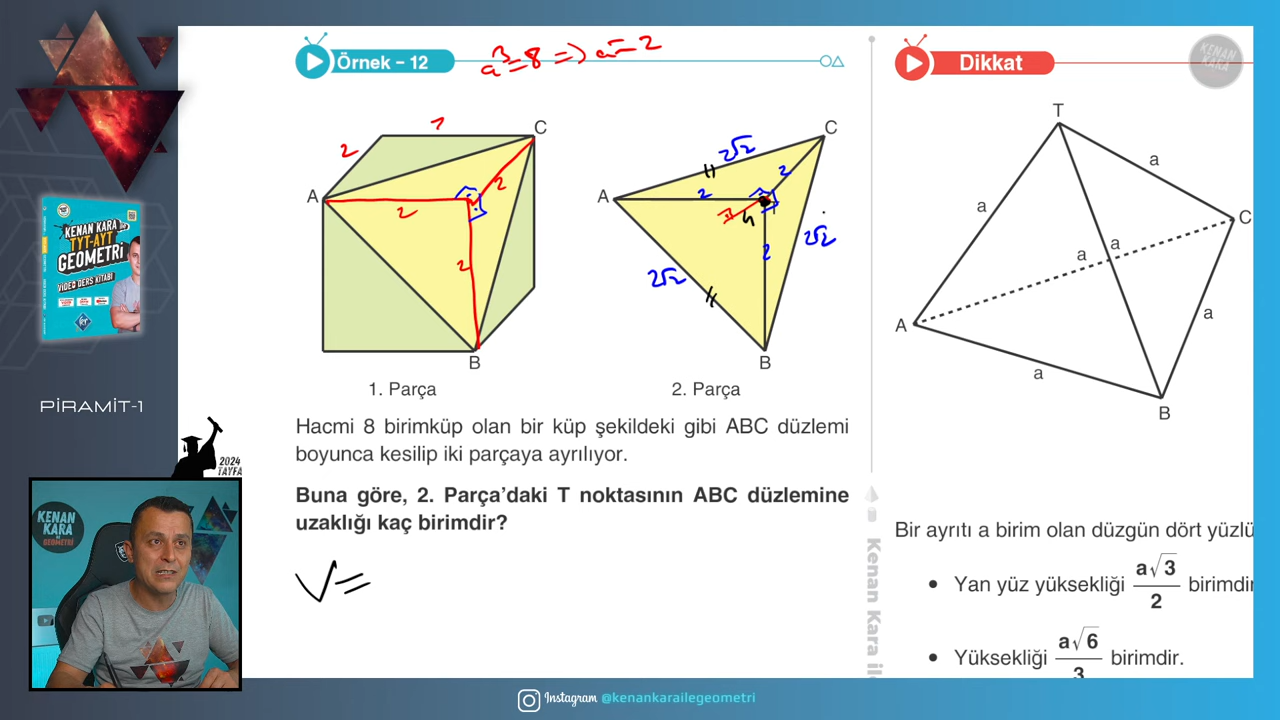 Örnek – 12
a³=8 => a=2
C
A
B
2
2
2
2
1. Parça
C
A
B
2√2
2
2
2
2√2
2√2
h
2. Parça
Hacmi 8 birimküp olan bir küp şekildeki gibi ABC düzlemi
boyunca kesilip iki parçaya ayrılıyor.
Buna göre, 2. Parça'daki T noktasının ABC düzlemine
uzaklığı kaç birimdir?
V=
Dikkat
KENAN
KARA
T
a
a
C
a
a
A
a
a
B
Bir ayrıtı a birim olan düzgün dört yüzlü
• Yan yüz yüksekliği a√3/2 birimdir
• Yüksekliği a√6/3 birimdir.
Kenan Kara ile
KENAN KARA
TYT-AYT
GEOMETRİ
VİDEO DERS KİTABI
PİRAMİT-1
2024
TAYFA
KENAN
KARA
GEOMETRİ
Instagram @kenankarailegeometri